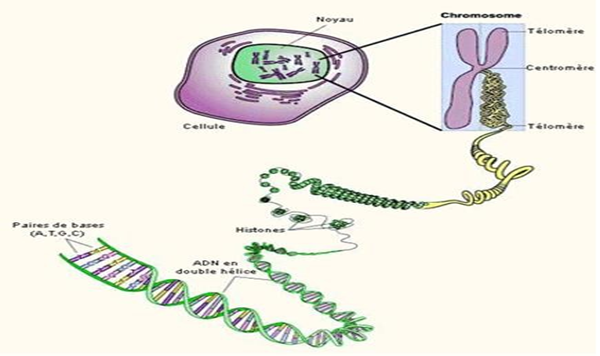 Noyau
Chromosome
Télomère
Centromère
Télomère
Cellule
Histones
Paires de bases
(A,T,G,C)
ADN en
double hélice